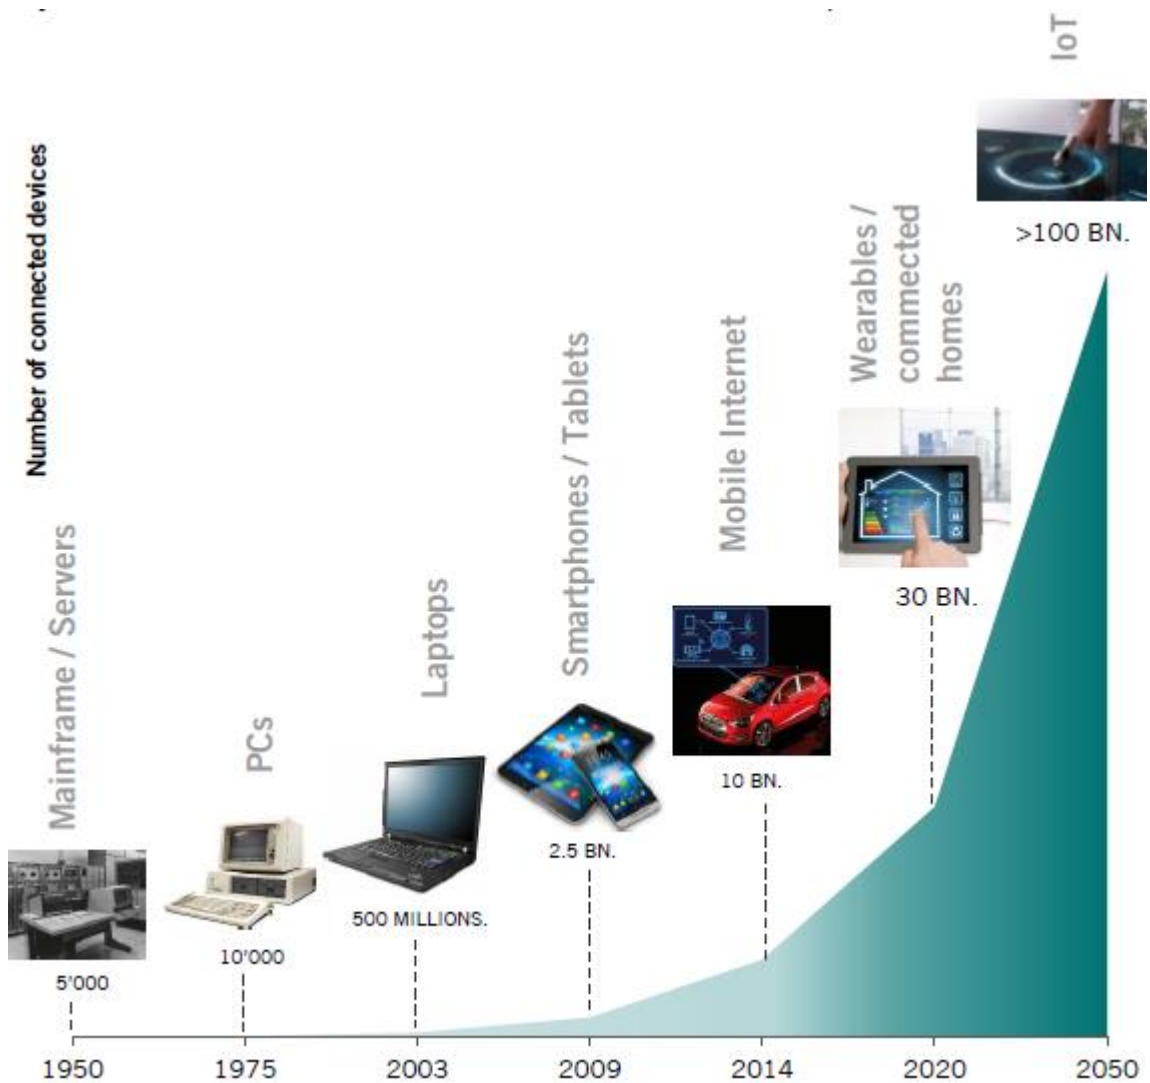 IoT
Number of connected devices
>100 BN.
Wearables /
commected
homes
Mobile Internet
Smartphones / Tablets
30 BN.
Mainframe / Servers
Laptops
PCs
10 BN.
2.5 BN.
500 MILLIONS.
10'000
5'000
1950
1975
2003
2009
2014
2020
2050